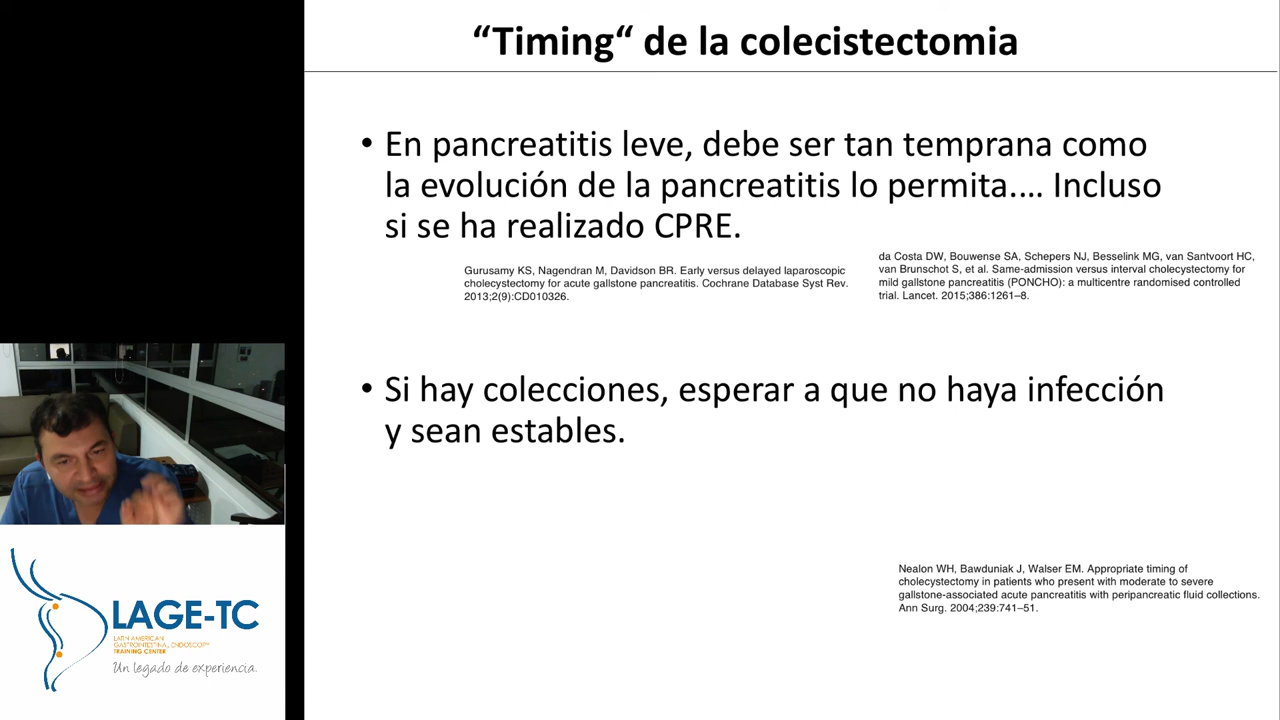 “Timing“ de la colecistectomia
• En pancreatitis leve, debe ser tan temprana como
la evolución de la pancreatitis lo permita.... Incluso
si se ha realizado CPRE.
Gurusamy KS, Nagendran M, Davidson BR. Early versus delayed laparoscopic
cholecystectomy for acute gallstone pancreatitis. Cochrane Database Syst Rev.
2013;2(9):CD010326.
da Costa DW, Bouwense SA, Schepers NJ, Besselink MG, van Santvoort HC,
van Brunschot S, et al. Same-admission versus interval cholecystectomy for
mild gallstone pancreatitis (PONCHO): a multicentre randomised controlled
trial. Lancet. 2015;386:1261–8.
• Si hay colecciones, esperar a que no haya infección
y sean estables.
Nealon WH, Bawduniak J, Walser EM. Appropriate timing of
cholecystectomy in patients who present with moderate to severe
gallstone-associated acute pancreatitis with peripancreatic fluid collections.
Ann Surg. 2004;239:741–51.
LAGE-TC
LATIN AMERICAN
GASTROINTESTINAL ENDOSCOPY
TRAINING CENTER
Un legado de experiencia.